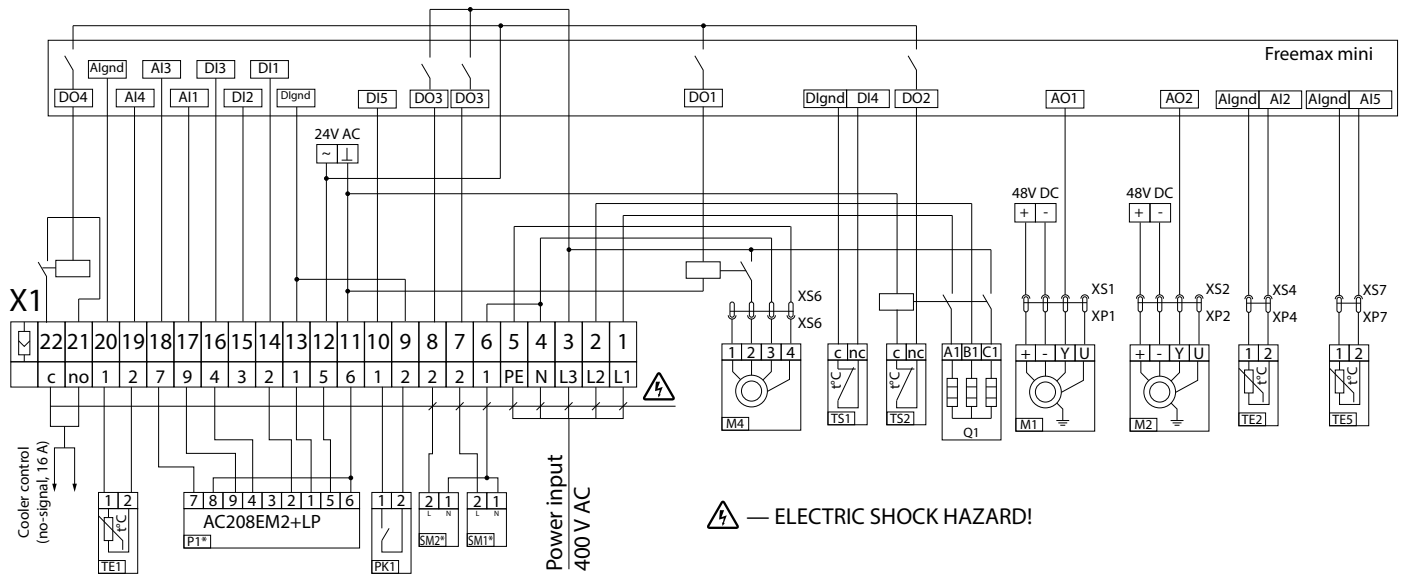 Freemax mini
AIgnd AI3 DI3 DI1
DO4 AI4 AI1 DI2 DIgnd DI5 DO3 DO3 DO1 DIgnd DI4 DO2 AO1 AO2 AIgnd AI2 AIgnd AI5
24V AC
~ ⊥
48V DC 48V DC
+ - + -
XS6 XS1 XS2 XS4 XS7
XS6 XP1 XP2 XP4 XP7
X1
22 21 20 19 18 17 16 15 14 13 12 11 10 9 8 7 6 5 4 3 2 1
c no 1 2 7 9 4 3 2 1 5 6 1 2 2 2 1 PE N L3 L2 L1
1 2 3 4
M4
c nc
t°C
TS1
c nc
t°C
TS2
A1 B1 C1
Q1
+ - Y U
M1
+ - Y U
M2
1 2
t°C
TE2
1 2
t°C
TE5
Cooler control
(no-signal, 16 A)
1 2
t°C
TE1
7 8 9 4 3 2 1 5 6
AC208EM2+LP
P1*
1 2
PK1
2 1
L N
SM2*
2 1
L N
SM1*
Power input
400 V AC
— ELECTRIC SHOCK HAZARD!